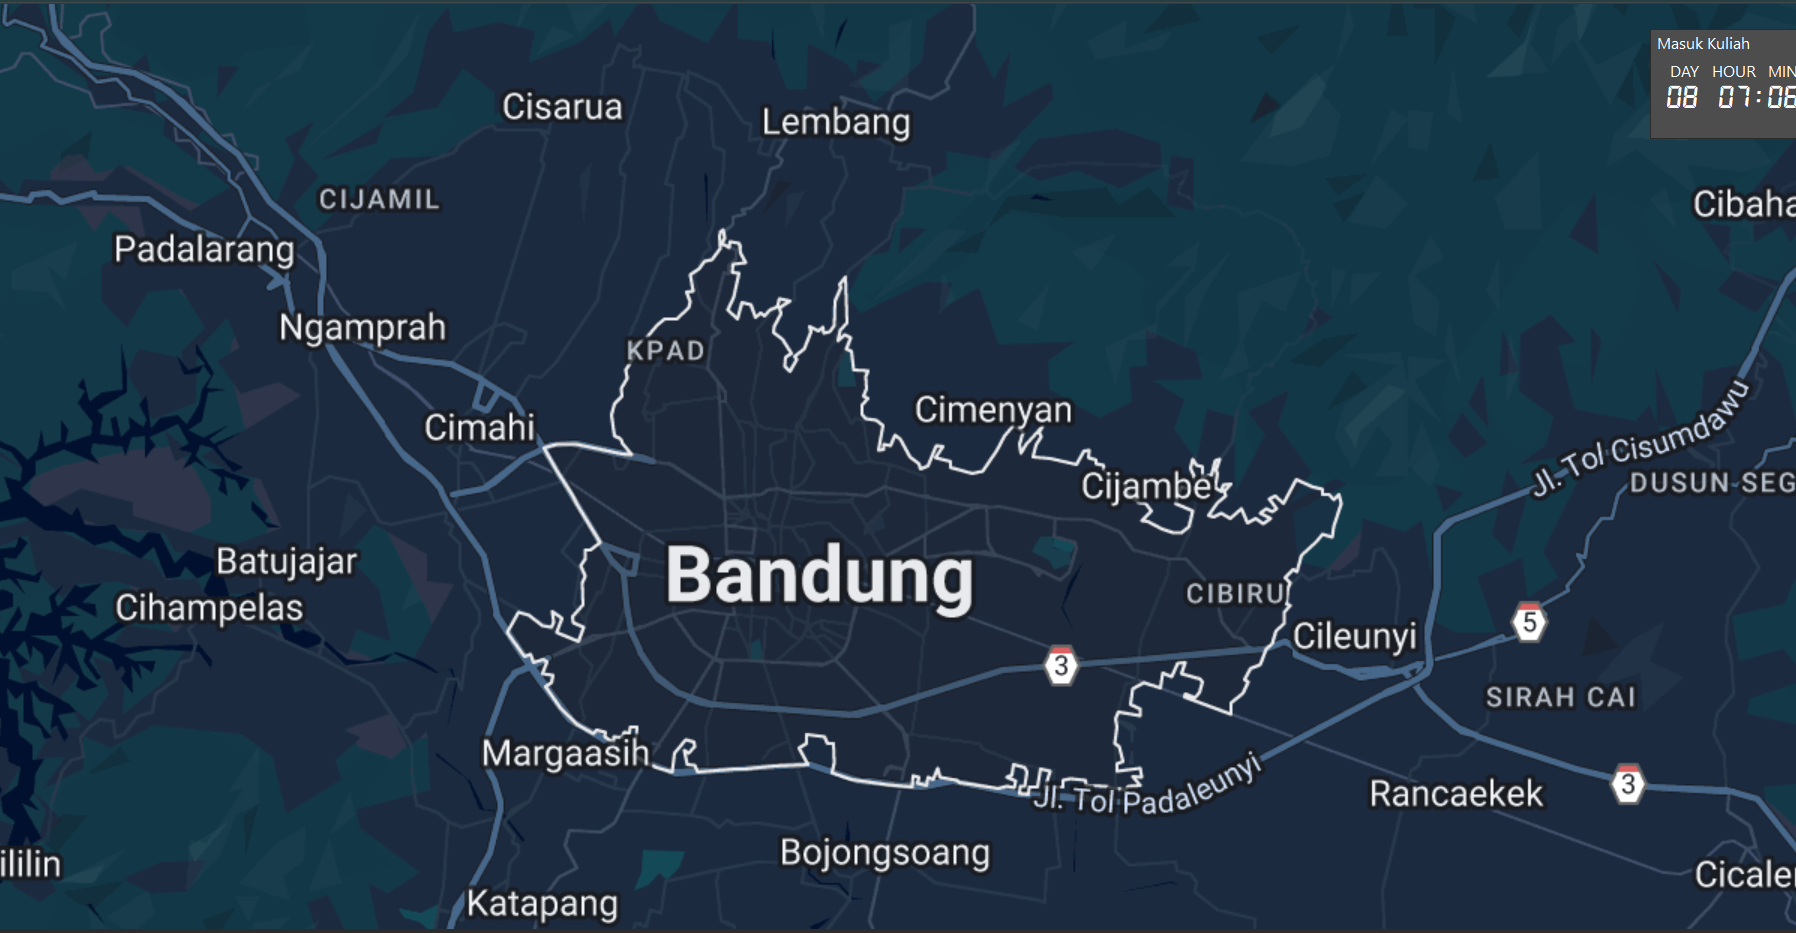 Masuk Kuliah
DAY HOUR MIN
08 07:06
Cisarua
Lembang
CIJAMIL
Cibaha
Padalarang
Ngamprah
KPAD
Cimenyan
Cimahi
Jl. Tol Cisumdawu
Cijambe
DUSUN SEG
Batujajar
Bandung
CIBIRU
Cihampelas
5
Cileunyi
3
SIRAH CAI
Margaasih
Jl. Tol Padaleunyi
3
Rancaekek
Bojongsoang
ililin
Cicale
Katapang